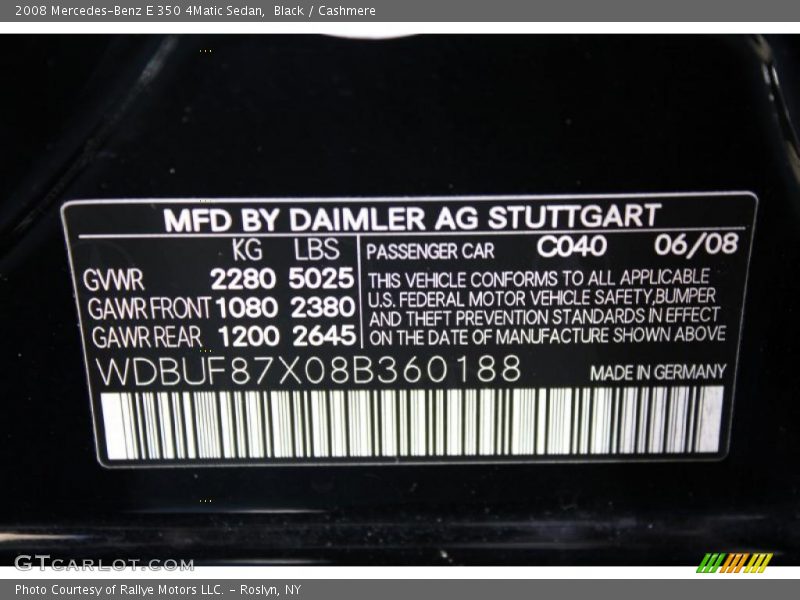 2008 Mercedes-Benz E 350 4Matic Sedan,  Black / Cashmere
MFD BY DAIMLER AG STUTTGART
KG LBS
GVWR 2280 5025
GAWR FRONT 1080 2380
GAWR REAR 1200 2645
PASSENGER CAR C040 06/08
THIS VEHICLE CONFORMS TO ALL APPLICABLE
U.S. FEDERAL MOTOR VEHICLE SAFETY,BUMPER
AND THEFT PREVENTION STANDARDS IN EFFECT
ON THE DATE OF MANUFACTURE SHOWN ABOVE
WDBUF87X08B360188
MADE IN GERMANY
GTCARLOT.COM
Photo Courtesy of Rallye Motors LLC. - Roslyn, NY